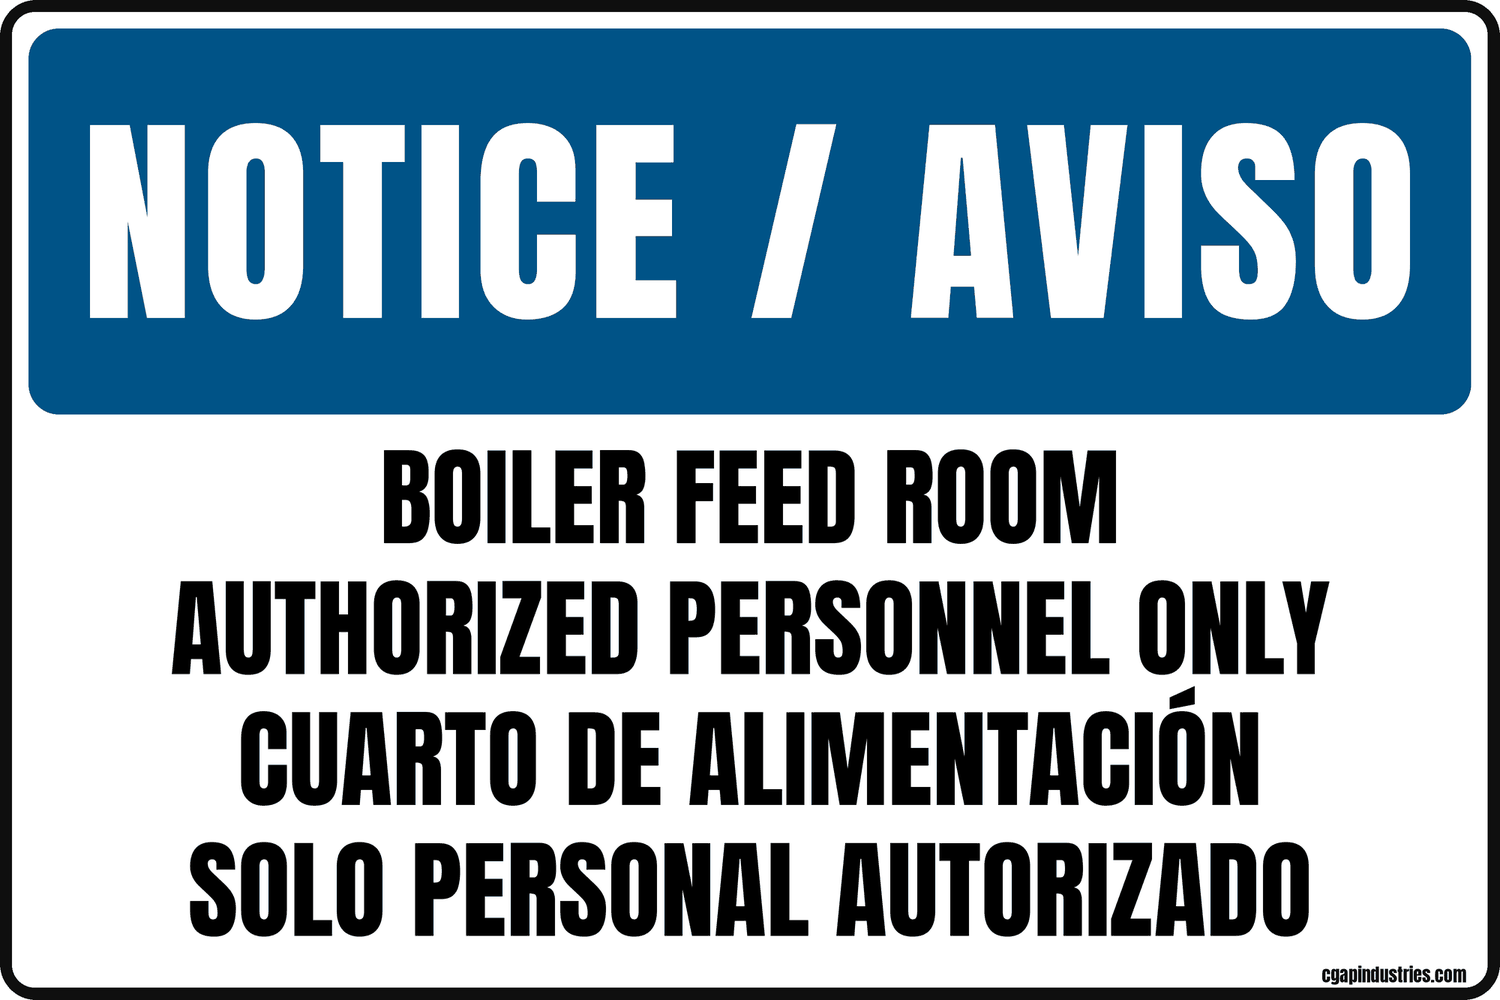 NOTICE / AVISO
BOILER FEED ROOM
AUTHORIZED PERSONNEL ONLY
CUARTO DE ALIMENTACIÓN
SOLO PERSONAL AUTORIZADO
cgapindustries.com